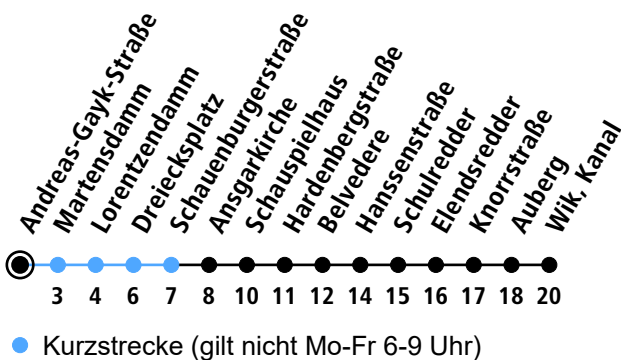 Andreas-Gayk-Straße
Martensdamm
Lorentzendamm
Dreiecksplatz
Schauenburgerstraße
Ansgarkirche
Schauspielhaus
Hardenbergstraße
Belvedere
Hanssenstraße
Schulredder
Elendsredder
Knorrstraße
Auberg
Wik, Kanal
3 4 6 7 8 10 11 12 14 15 16 17 18 20
Kurzstrecke (gilt nicht Mo-Fr 6-9 Uhr)